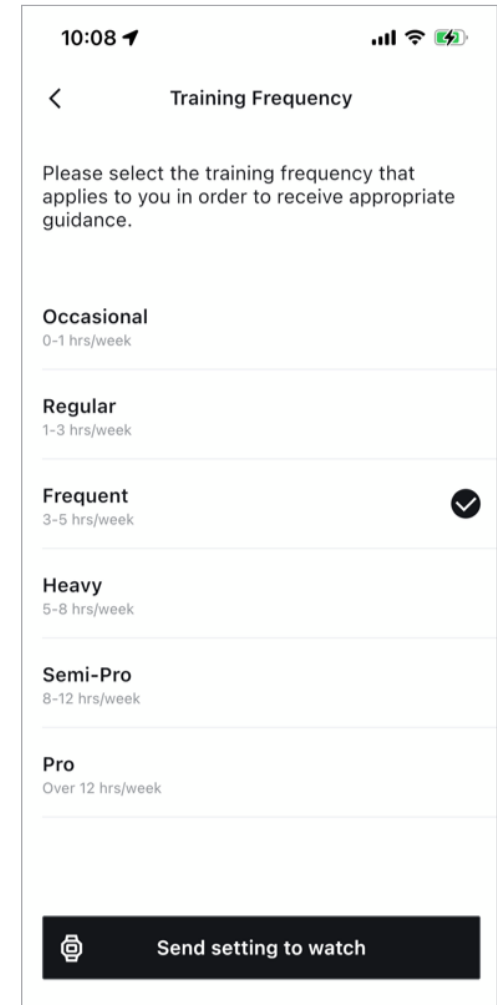 10:08
Training Frequency
Please select the training frequency that
applies to you in order to receive appropriate
guidance.
Occasional
0-1 hrs/week
Regular
1-3 hrs/week
Frequent
3-5 hrs/week
Heavy
5-8 hrs/week
Semi-Pro
8-12 hrs/week
Pro
Over 12 hrs/week
Send setting to watch